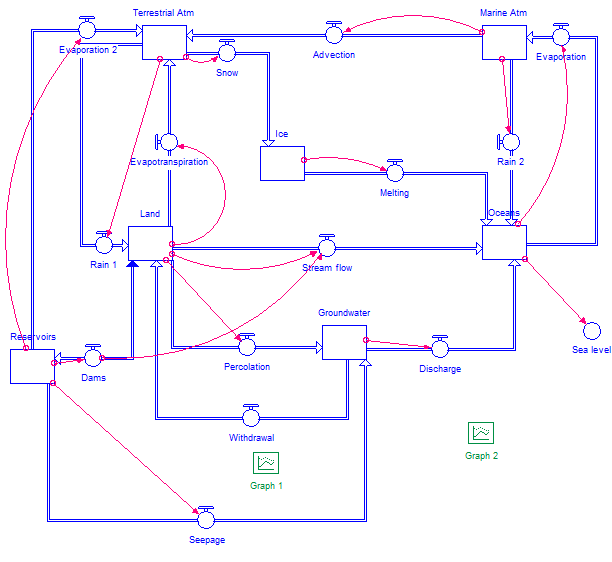 Terrestrial Atm
Marine Atm
Evaporation 2
Advection
Evaporation
Snow
Ice
Evapotranspiration
Rain 2
Melting
Land
Oceans
Rain 1
Stream flow
Groundwater
Reservoirs
Sea level
Dams
Percolation
Discharge
Withdrawal
Graph 2
Graph 1
Seepage